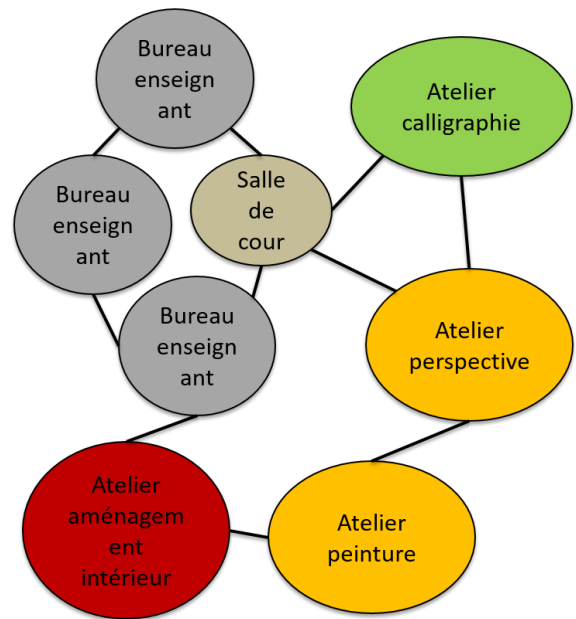 Bureau
enseign
ant
Atelier
calligraphie
Bureau
enseign
ant
Salle
de
cour
Bureau
enseign
ant
Atelier
perspective
Atelier
aménagem
ent
intérieur
Atelier
peinture